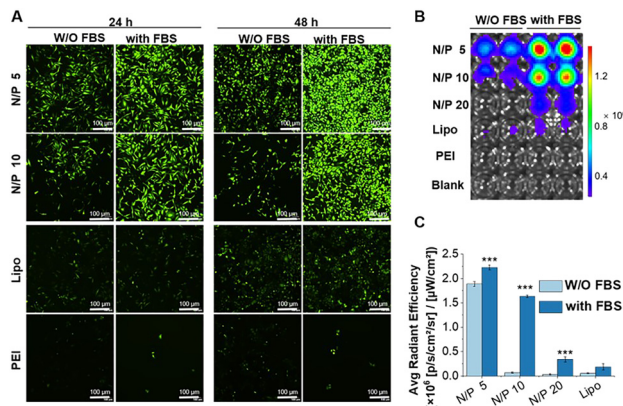 A
24 h
48 h
W/O FBS with FBS W/O FBS with FBS
N/P 5
100 μm 100 μm 100 μm 100 μm
N/P 10
100 μm 100 μm 100 μm 100 μm
Lipo
100 μm 100 μm 100 μm 100 μm
PEI
100 μm 100 μm 100 μm 100 μm
B
W/O FBS with FBS
N/P 5
N/P 10
N/P 20
Lipo
PEI
Blank
1.2
0.8
0.4
C
Avg Radiant Efficiency
×10⁶ [p/s/cm²/sr] / [μW/cm²]
2.5
2.0
1.5
1.0
0.5
0.0
*** *** ***
W/O FBS
with FBS
N/P 5 N/P 10 N/P 20 Lipo